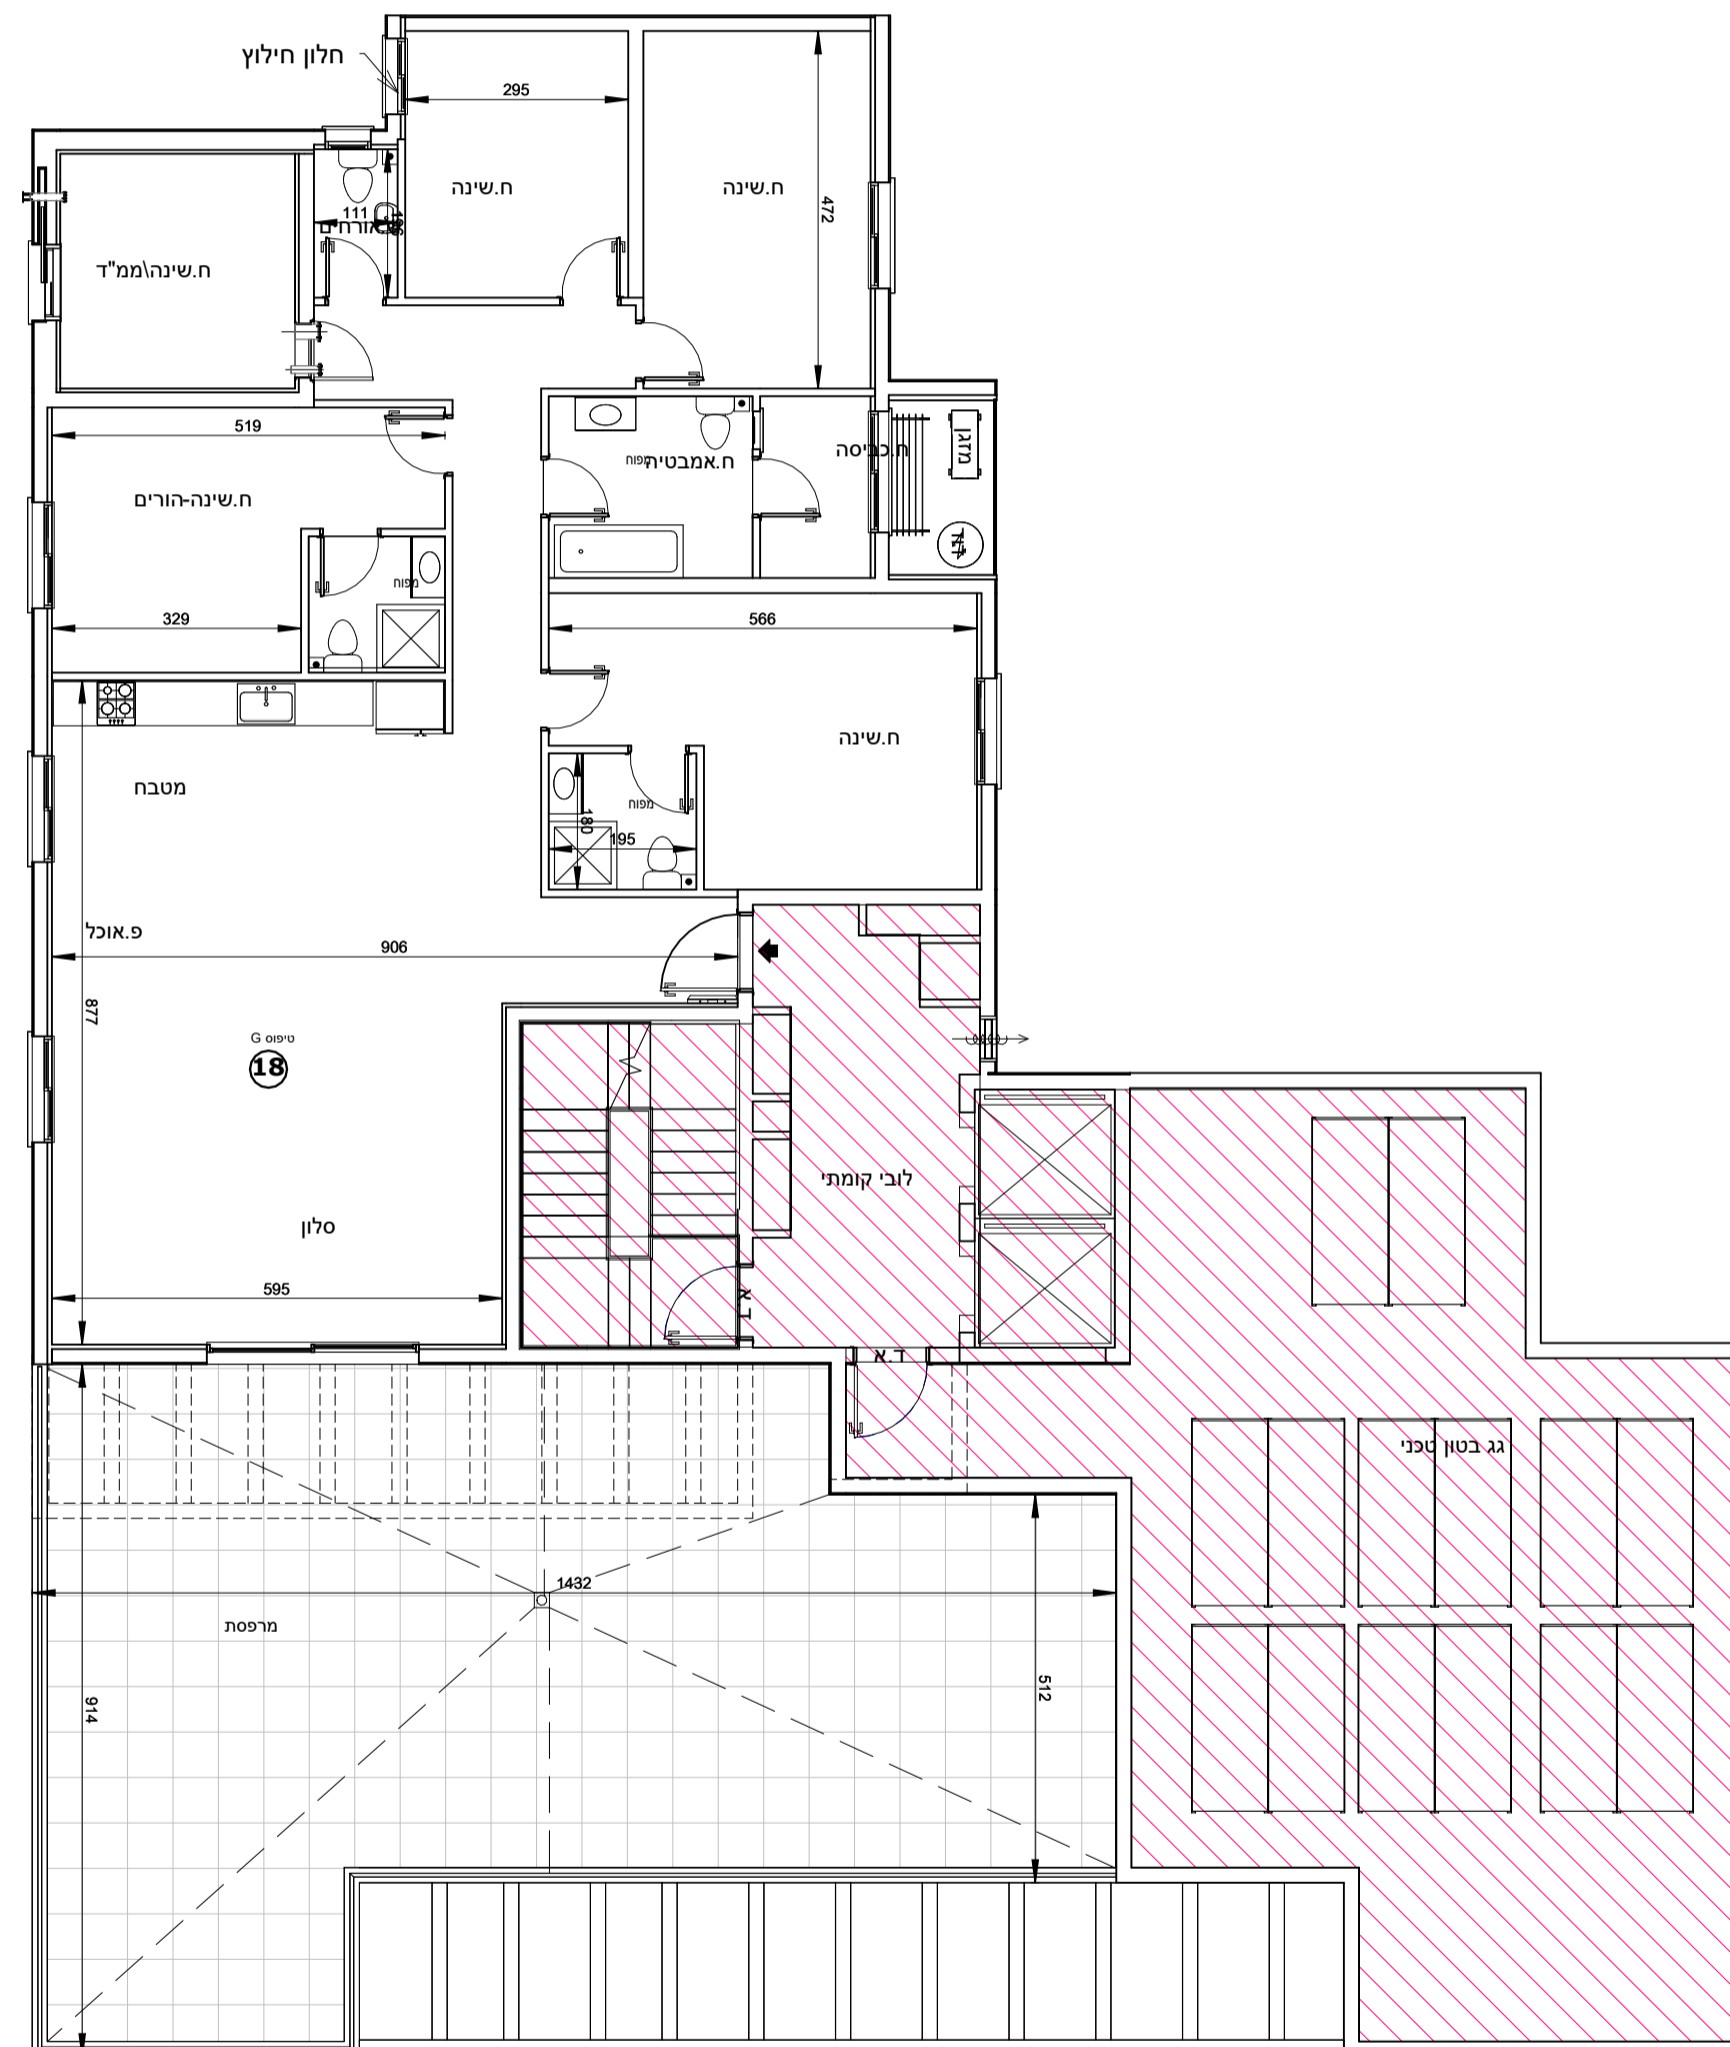 חלון חילוץ
295
ח.שינה
ח.שינה
472
111
אורחים
ח.שינה\ממ"ד
519
ח.כביסה
מזגן
ח.אמבטיה
מפוח
ח.שינה-הורים
דוד
מפוח
329
566
ח.שינה
מטבח
מפוח
180
195
פ.אוכל
906
877
טיפוס G
18
לובי קומתי
סלון
595
ד.א
ד.א
גג בטון טכני
1432
מרפסת
512
914